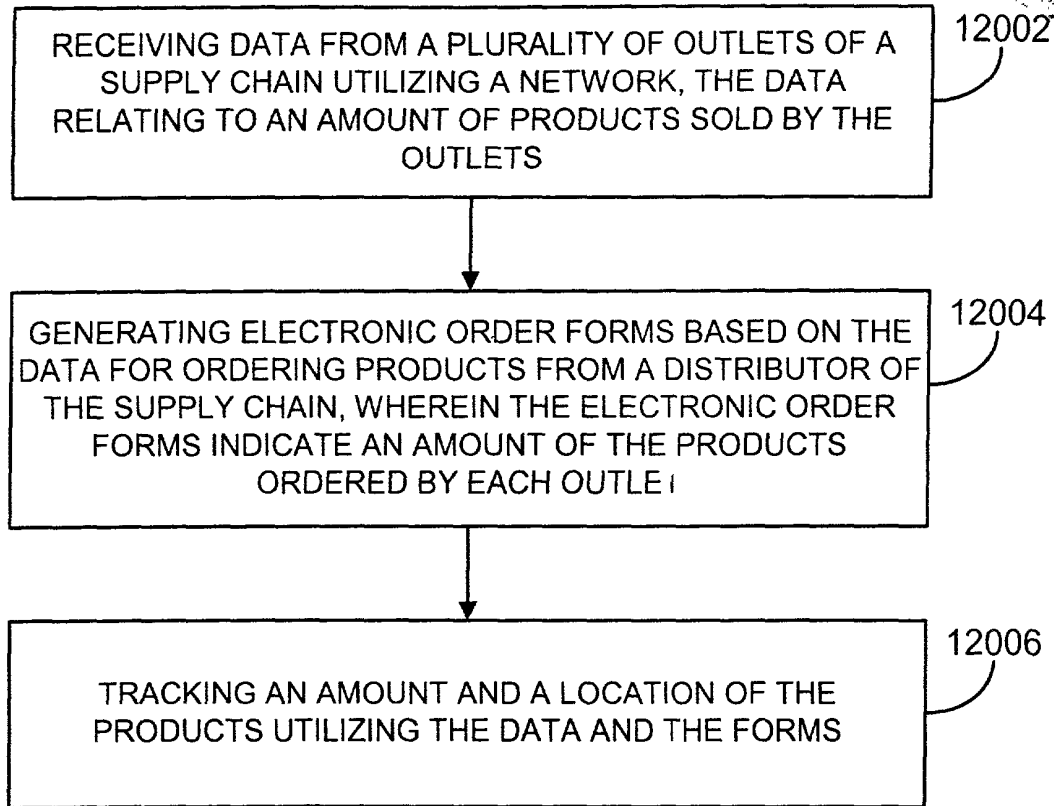 RECEIVING DATA FROM A PLURALITY OF OUTLETS OF A
SUPPLY CHAIN UTILIZING A NETWORK, THE DATA
RELATING TO AN AMOUNT OF PRODUCTS SOLD BY THE
OUTLETS
12002
GENERATING ELECTRONIC ORDER FORMS BASED ON THE
DATA FOR ORDERING PRODUCTS FROM A DISTRIBUTOR OF
THE SUPPLY CHAIN, WHEREIN THE ELECTRONIC ORDER
FORMS INDICATE AN AMOUNT OF THE PRODUCTS
ORDERED BY EACH OUTLET
12004
TRACKING AN AMOUNT AND A LOCATION OF THE
PRODUCTS UTILIZING THE DATA AND THE FORMS
12006